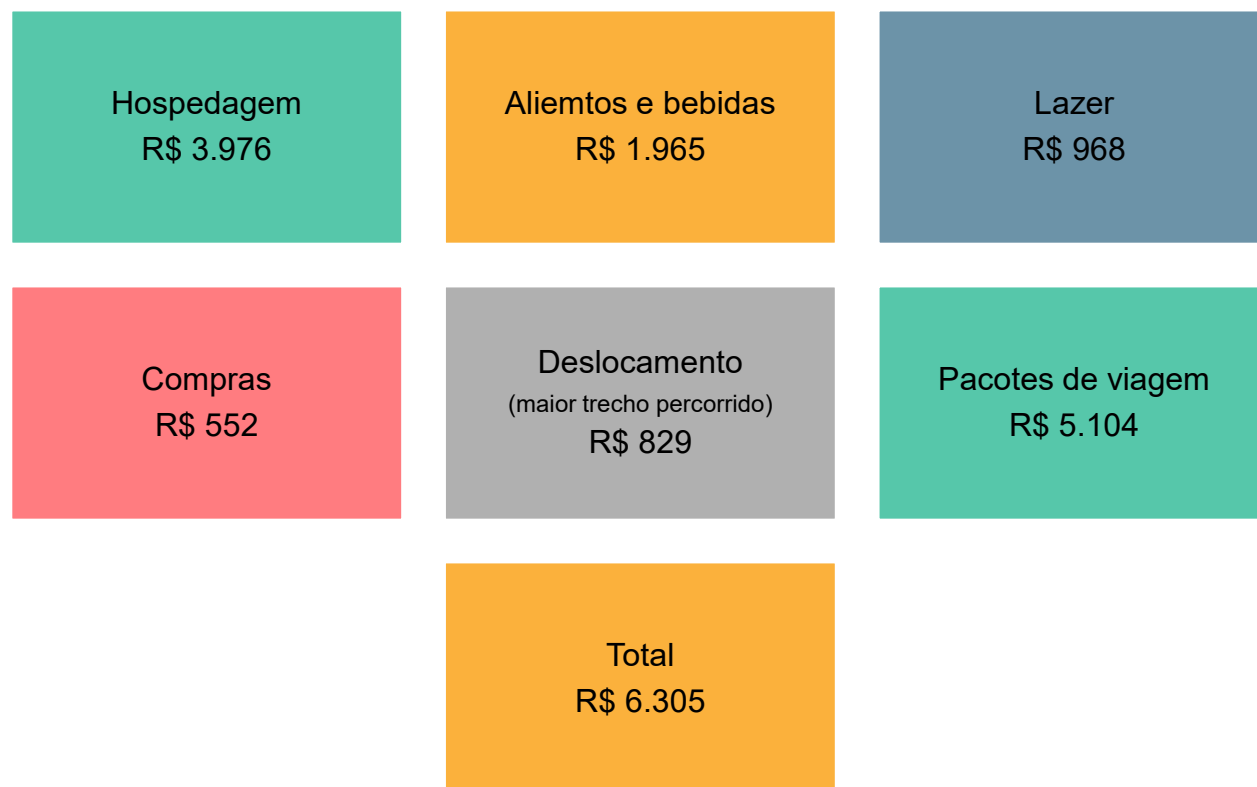 Hospedagem
R$ 3.976
Aliemtos e bebidas
R$ 1.965
Lazer
R$ 968
Compras
R$ 552
Deslocamento
(maior trecho percorrido)
R$ 829
Pacotes de viagem
R$ 5.104
Total
R$ 6.305